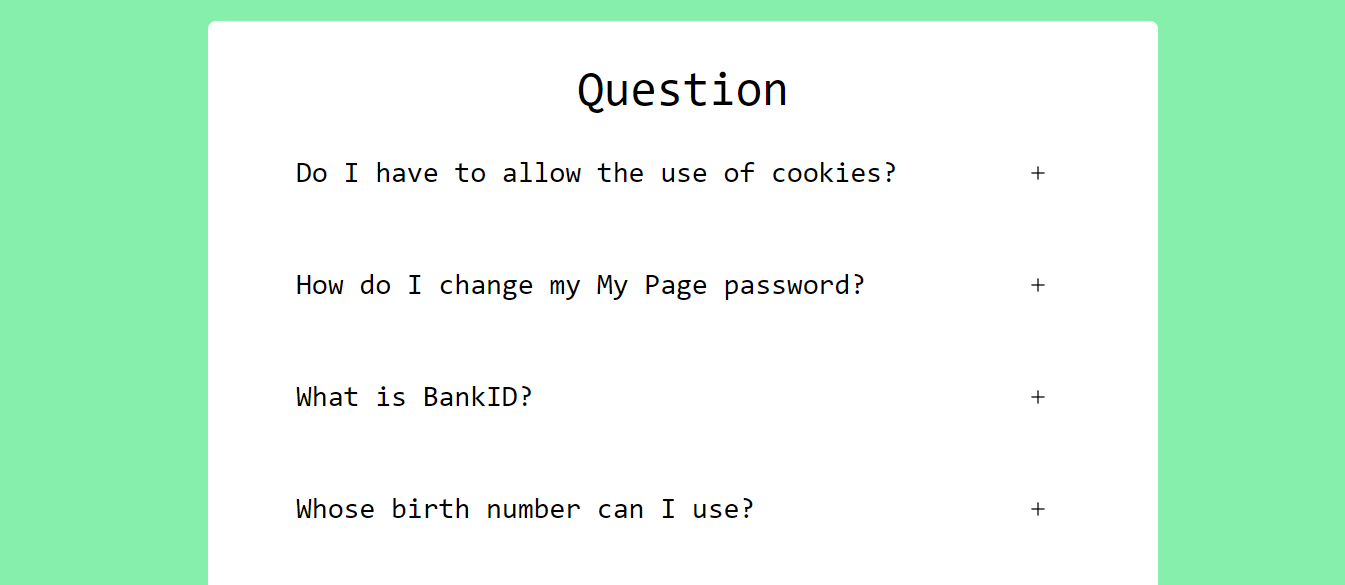 Question
Do I have to allow the use of cookies? +
How do I change my My Page password? +
What is BankID? +
Whose birth number can I use? +